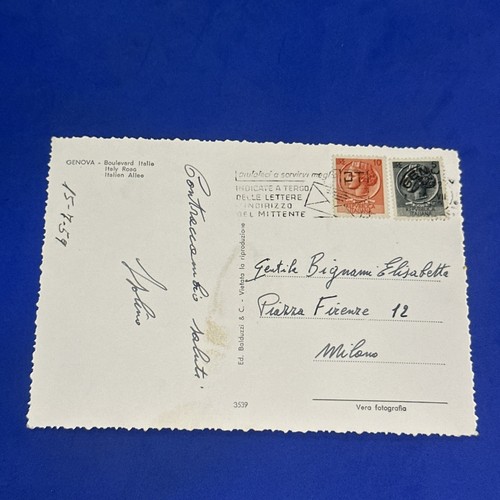 GENOVA - Boulevard Italie
Italy Road
Italien Allee
15-7-59
Contraccambio saluti
Ed. Balduzzi & C. - Vietata la riproduzione
3539
INDICATE A TERGO
DELLE LETTERE
INDIRIZZO
DEL MITTENTE
Gentile Bignami Elisabetta
Piazza Firenze 12
Milano
Vera fotografia